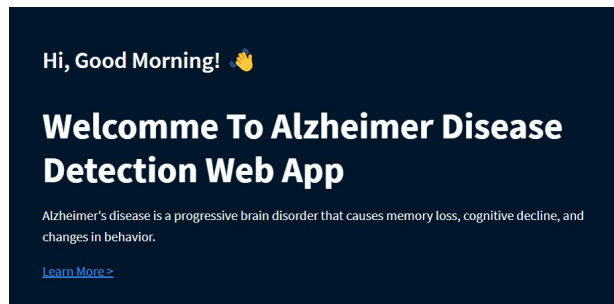 Hi, Good Morning! 👋
Welcomme To Alzheimer Disease
Detection Web App
Alzheimer's disease is a progressive brain disorder that causes memory loss, cognitive decline, and
changes in behavior.
Learn More >